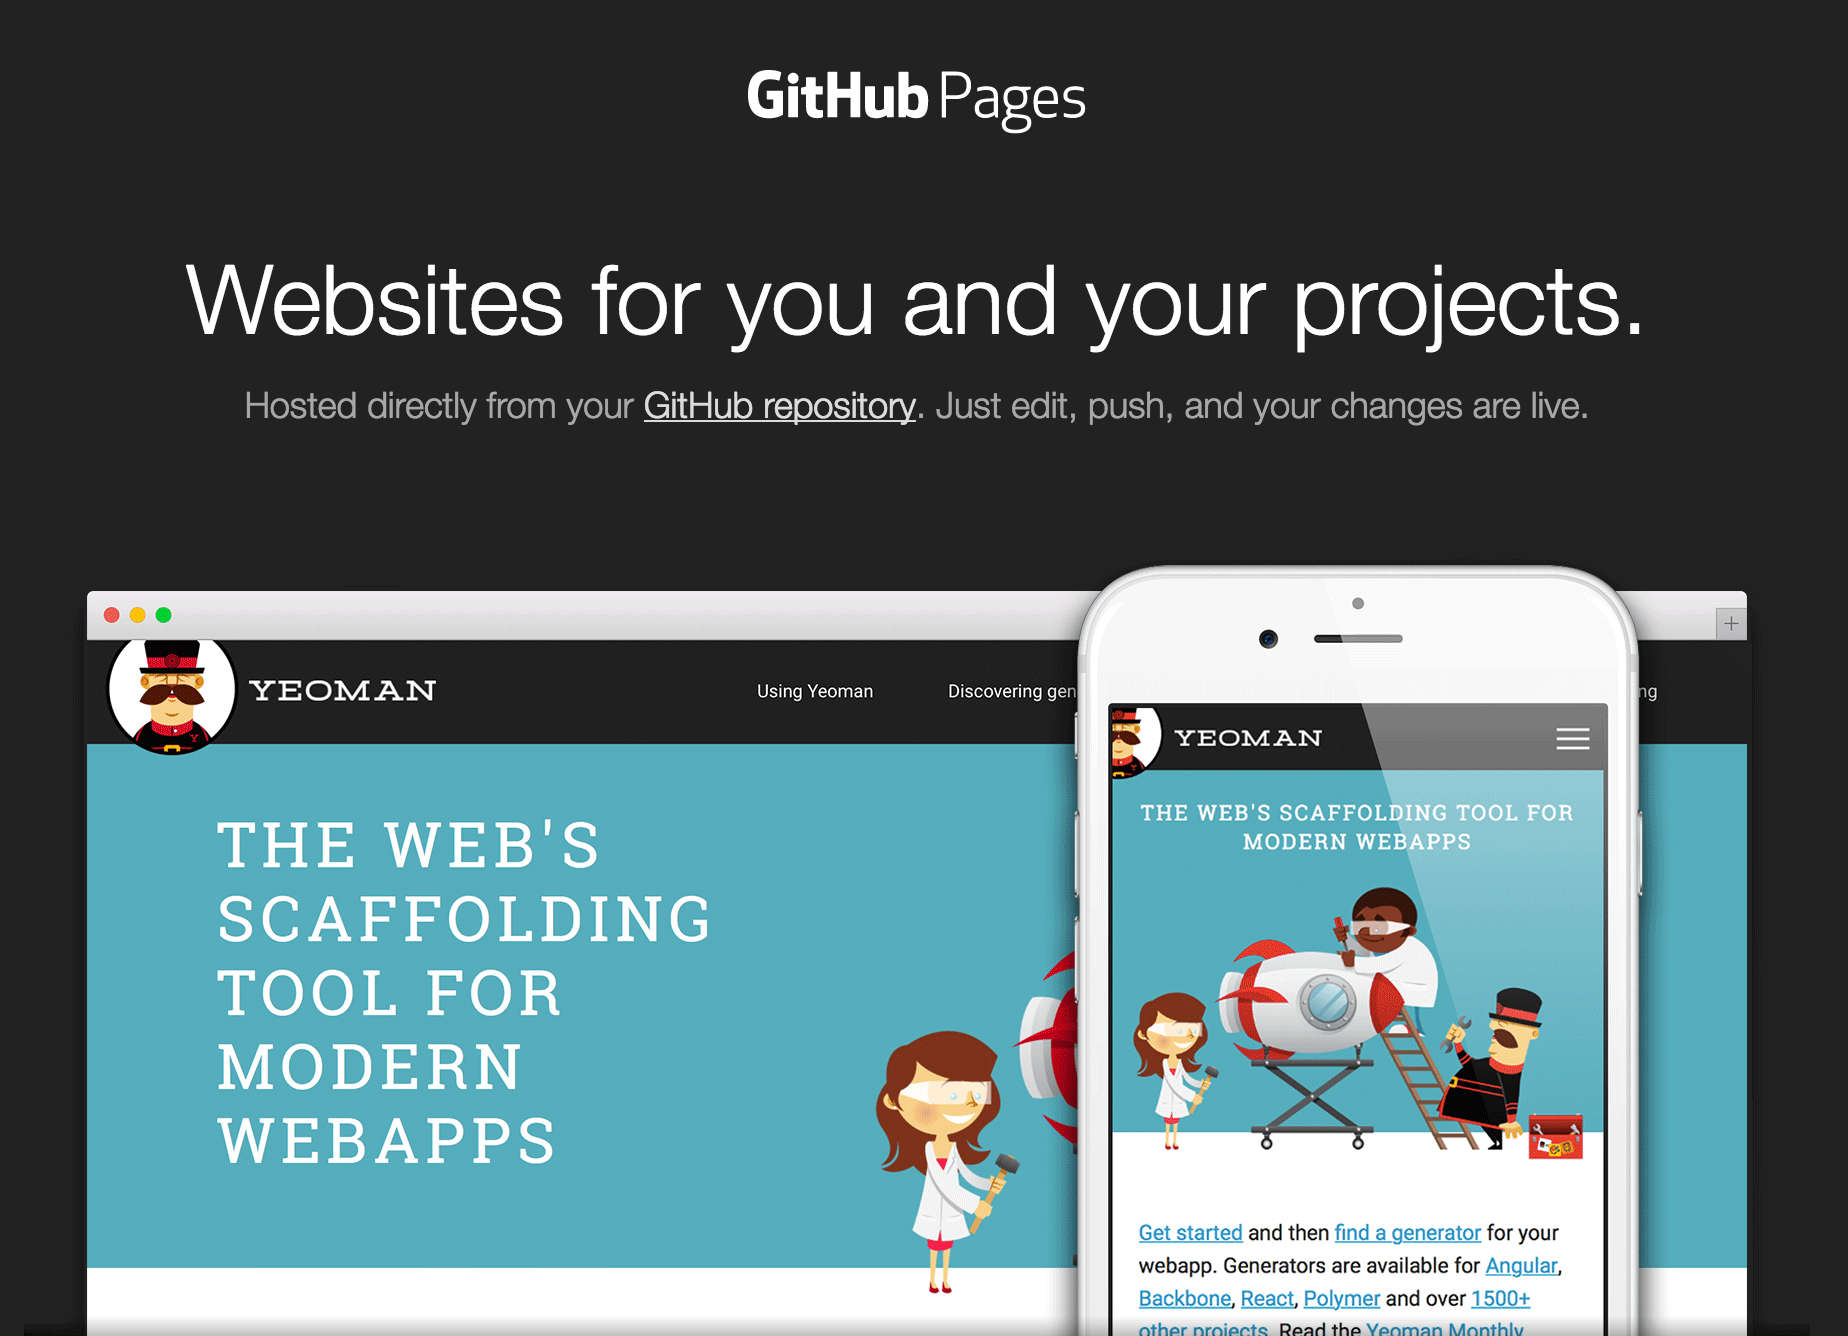 GitHub Pages
Websites for you and your projects.
Hosted directly from your GitHub repository. Just edit, push, and your changes are live.
YEOMAN
Using Yeoman
Discovering gen
ng
THE WEB'S
SCAFFOLDING
TOOL FOR
MODERN
WEBAPPS
YEOMAN
THE WEB'S SCAFFOLDING TOOL FOR
MODERN WEBAPPS
Get started and then find a generator for your
webapp. Generators are available for Angular,
Backbone, React, Polymer and over 1500+
other projects. Read the Yeoman Monthly